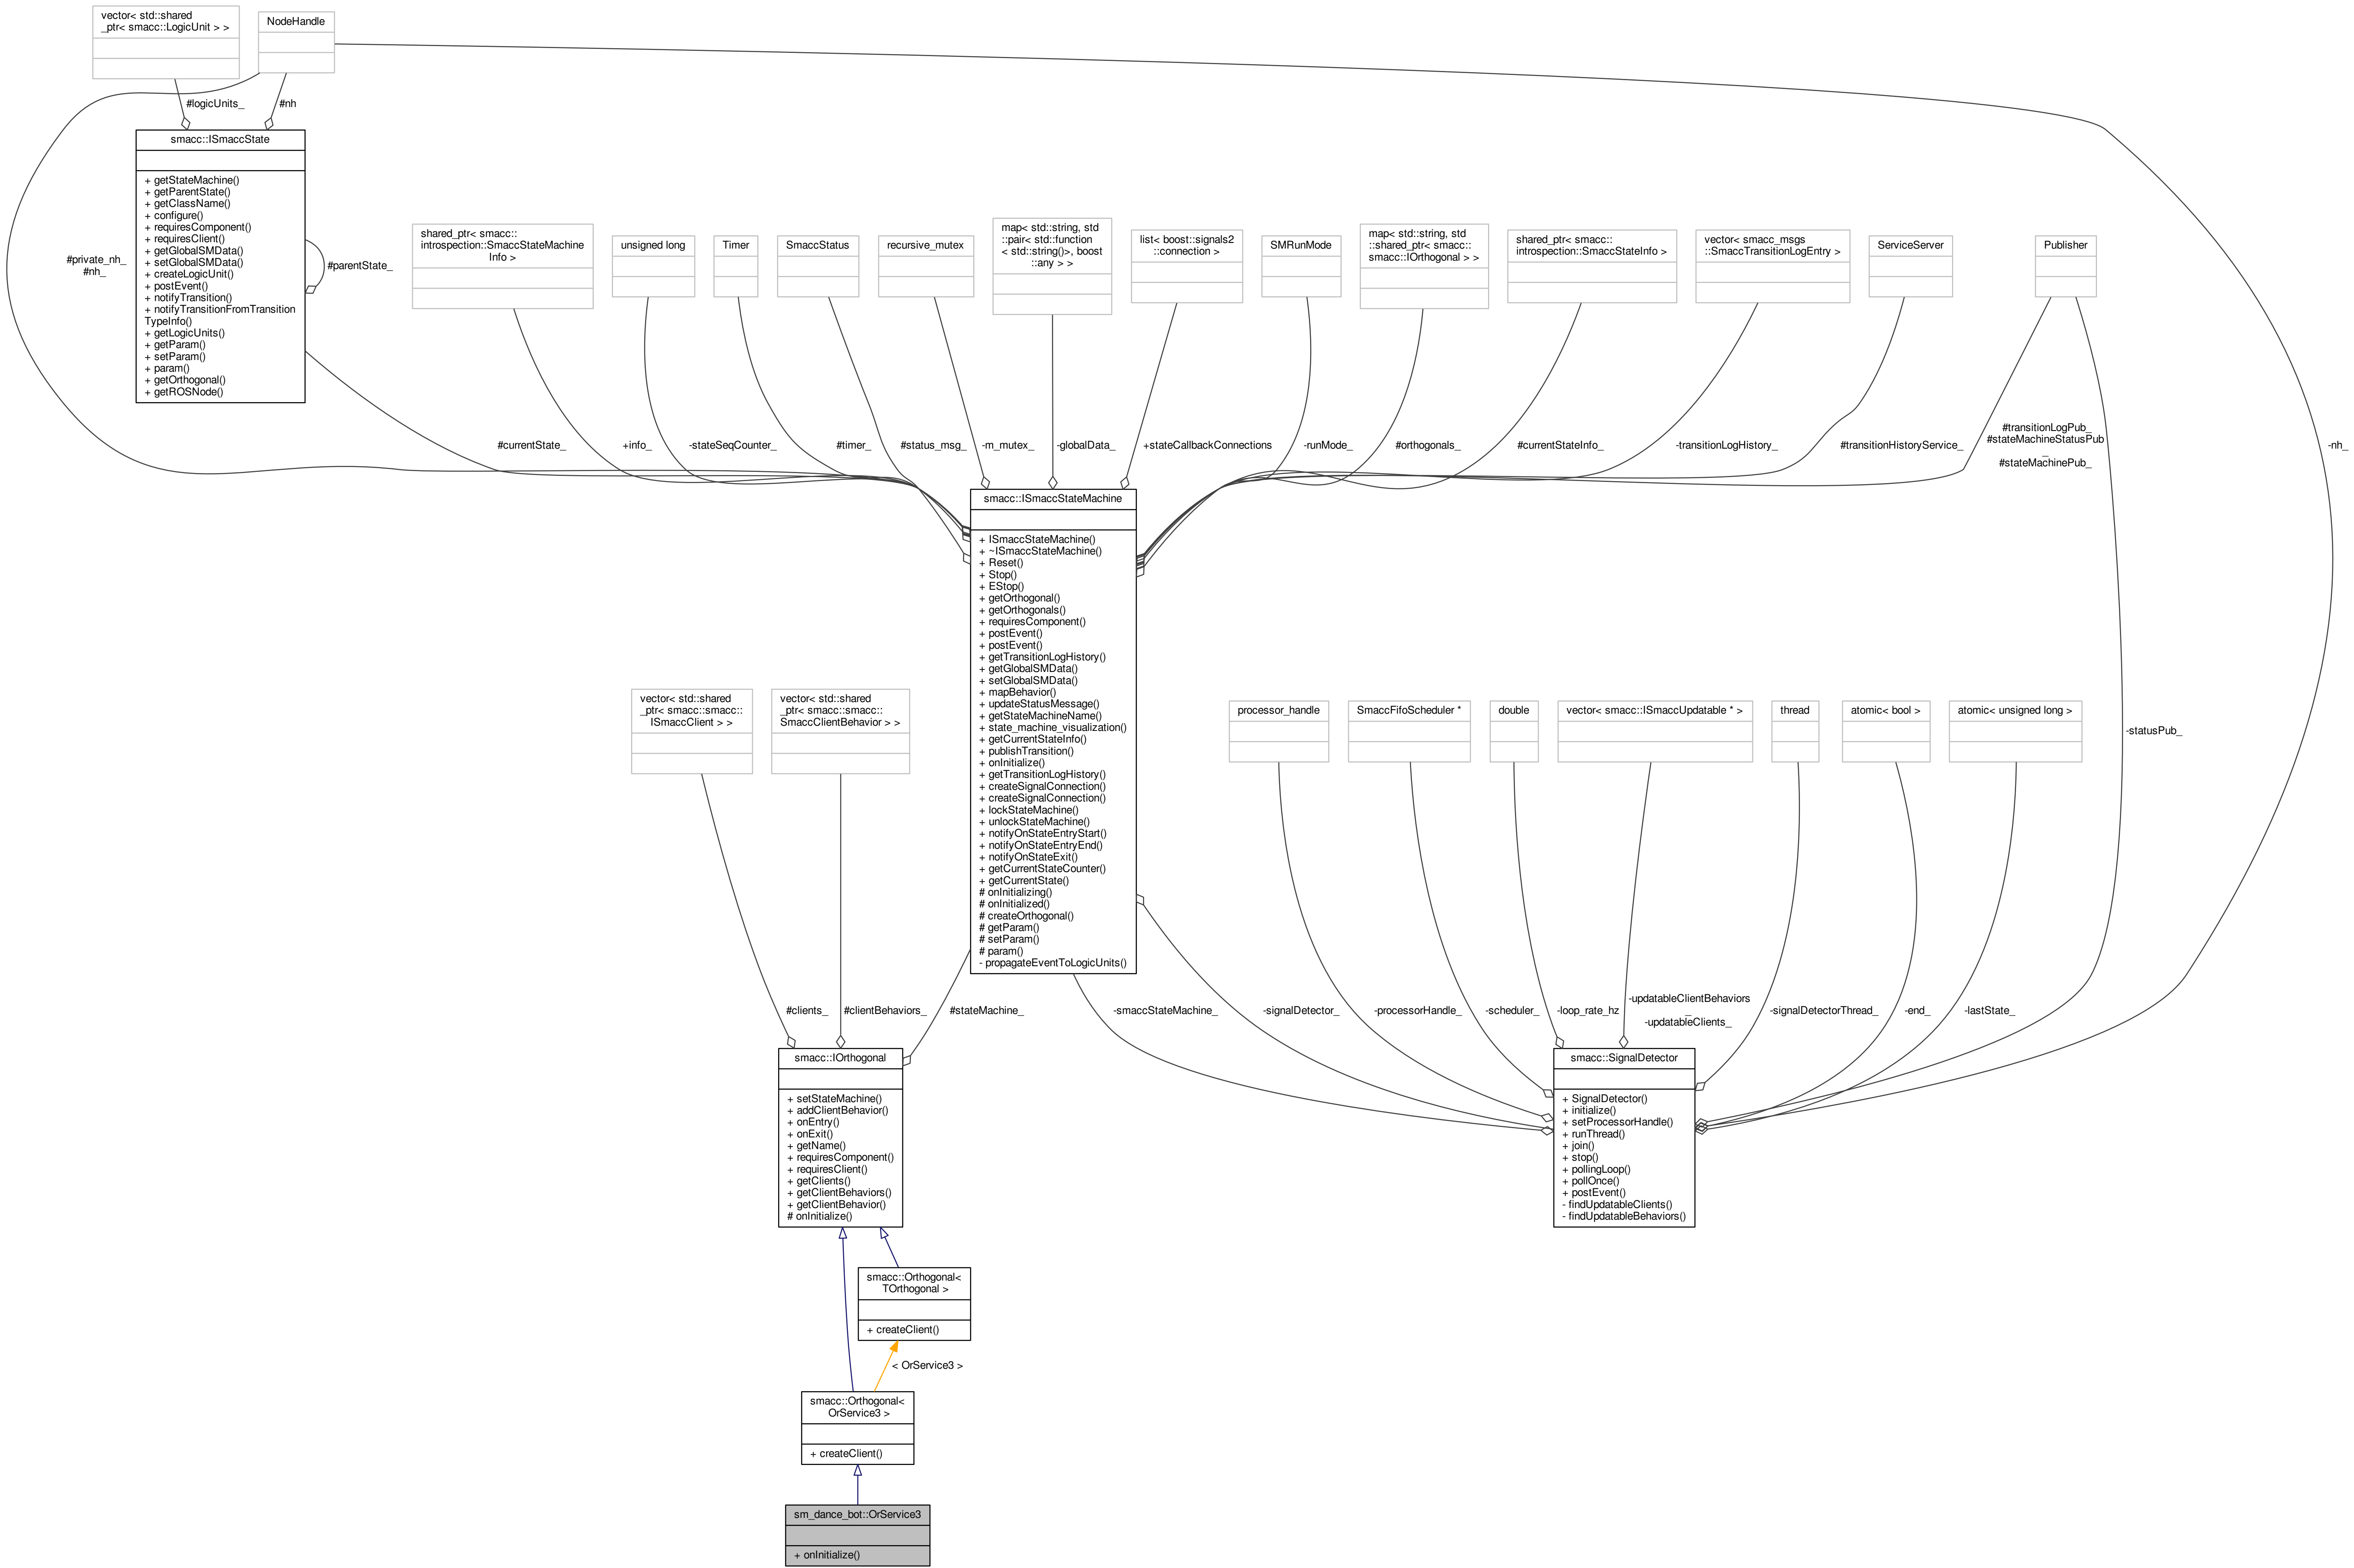 vector< std::shared
_ptr< smacc::LogicUnit > >
NodeHandle
#logicUnits_
#nh
smacc::ISmaccState
+ getStateMachine()
+ getParentState()
+ getClassName()
+ configure()
+ requiresComponent()
+ requiresClient()
+ getGlobalSMData()
+ setGlobalSMData()
+ createLogicUnit()
+ postEvent()
+ notifyTransition()
+ notifyTransitionFromTransition
TypeInfo()
+ getLogicUnits()
+ getParam()
+ setParam()
+ param()
+ getOrthogonal()
+ getROSNode()
#parentState_
#private_nh_
#nh_
shared_ptr< smacc::
introspection::SmaccStateMachine
Info >
unsigned long
Timer
SmaccStatus
recursive_mutex
map< std::string, std
::pair< std::function
< std::string()>, boost
::any > >
list< boost::signals2
::connection >
SMRunMode
map< std::string, std
::shared_ptr< smacc::
smacc::IOrthogonal > >
shared_ptr< smacc::
introspection::SmaccStateInfo >
vector< smacc_msgs
::SmaccTransitionLogEntry >
ServiceServer
Publisher
#currentState_
+info_
-stateSeqCounter_
#timer_
#status_msg_
-m_mutex_
-globalData_
+stateCallbackConnections
-runMode_
#orthogonals_
#currentStateInfo_
-transitionLogHistory_
#transitionHistoryService_
#transitionLogPub_
#stateMachineStatusPub
_
#stateMachinePub_
-nh_
smacc::ISmaccStateMachine
+ ISmaccStateMachine()
+ ~ISmaccStateMachine()
+ Reset()
+ Stop()
+ EStop()
+ getOrthogonal()
+ getOrthogonals()
+ requiresComponent()
+ postEvent()
+ postEvent()
+ getTransitionLogHistory()
+ getGlobalSMData()
+ setGlobalSMData()
+ mapBehavior()
+ updateStatusMessage()
+ getStateMachineName()
+ state_machine_visualization()
+ getCurrentStateInfo()
+ publishTransition()
+ onInitialize()
+ getTransitionLogHistory()
+ createSignalConnection()
+ createSignalConnection()
+ lockStateMachine()
+ unlockStateMachine()
+ notifyOnStateEntryStart()
+ notifyOnStateEntryEnd()
+ notifyOnStateExit()
+ getCurrentStateCounter()
+ getCurrentState()
# onInitializing()
# onInitialized()
# createOrthogonal()
# getParam()
# setParam()
# param()
- propagateEventToLogicUnits()
vector< std::shared
_ptr< smacc::smacc::
ISmaccClient > >
vector< std::shared
_ptr< smacc::smacc::
SmaccClientBehavior > >
processor_handle
SmaccFifoScheduler *
double
vector< smacc::ISmaccUpdatable * >
thread
atomic< bool >
atomic< unsigned long >
-statusPub_
#clients_
#clientBehaviors_
#stateMachine_
-smaccStateMachine_
-signalDetector_
-processorHandle_
-scheduler_
-loop_rate_hz
-updatableClientBehaviors
_
-updatableClients_
-signalDetectorThread_
-end_
-lastState_
smacc::IOrthogonal
+ setStateMachine()
+ addClientBehavior()
+ onEntry()
+ onExit()
+ getName()
+ requiresComponent()
+ requiresClient()
+ getClients()
+ getClientBehaviors()
+ getClientBehavior()
# onInitialize()
smacc::SignalDetector
+ SignalDetector()
+ initialize()
+ setProcessorHandle()
+ runThread()
+ join()
+ stop()
+ pollingLoop()
+ pollOnce()
+ postEvent()
- findUpdatableClients()
- findUpdatableBehaviors()
smacc::Orthogonal<
TOrthogonal >
+ createClient()
< OrService3 >
smacc::Orthogonal<
OrService3 >
+ createClient()
sm_dance_bot::OrService3
+ onInitialize()